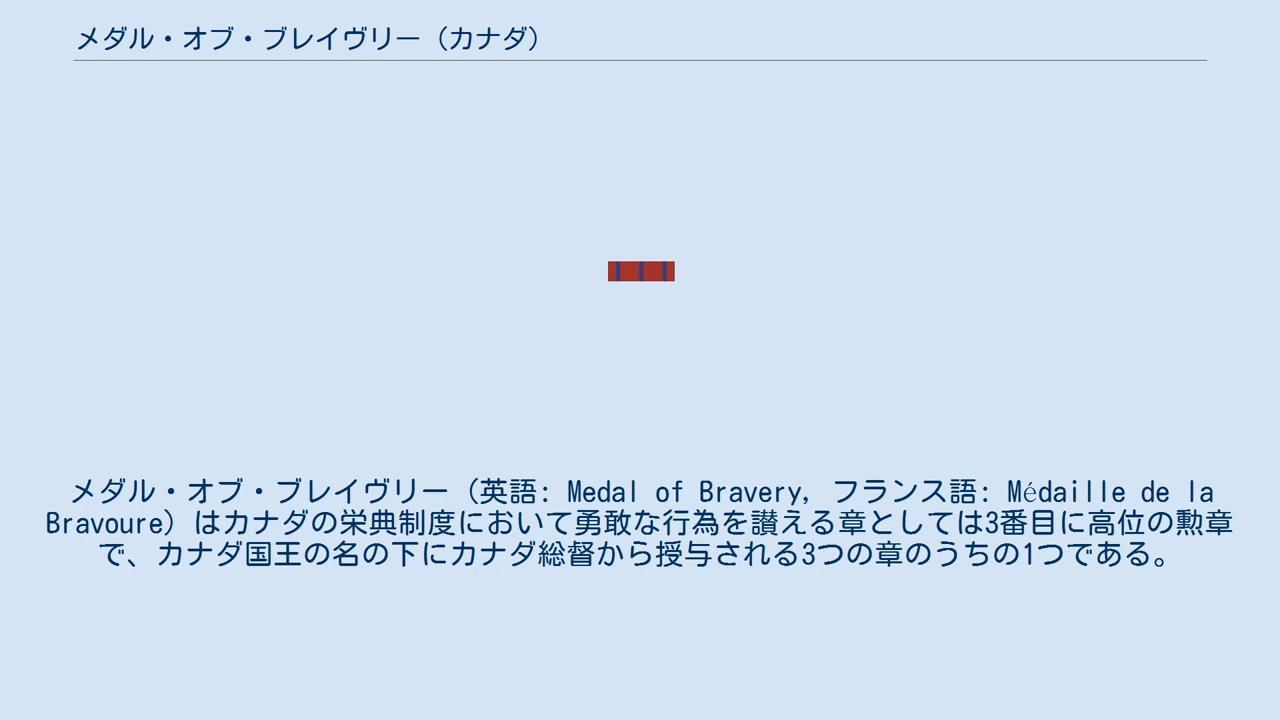 メダル・オブ・ブレイヴリー（カナダ）
メダル・オブ・ブレイヴリー（英語: Medal of Bravery, フランス語: Médaille de la
Bravoure）はカナダの栄典制度において勇敢な行為を讃える章としては3番目に高位の勲章
で、カナダ国王の名の下にカナダ総督から授与される3つの章のうちの1つである。